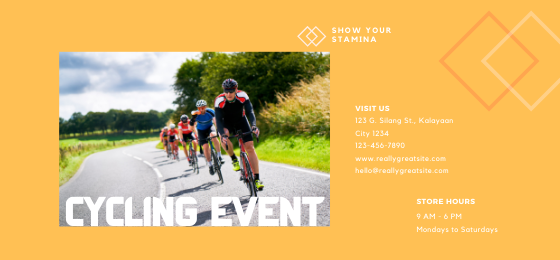 SHOW YOUR
STAMINA
VISIT US
123 G. Silang St., Kalayaan
City 1234
123-456-7890
www.reallygreatsite.com
hello@reallygreatsite.com
CYCLING EVENT
STORE HOURS
9 AM - 6 PM
Mondays to Saturdays